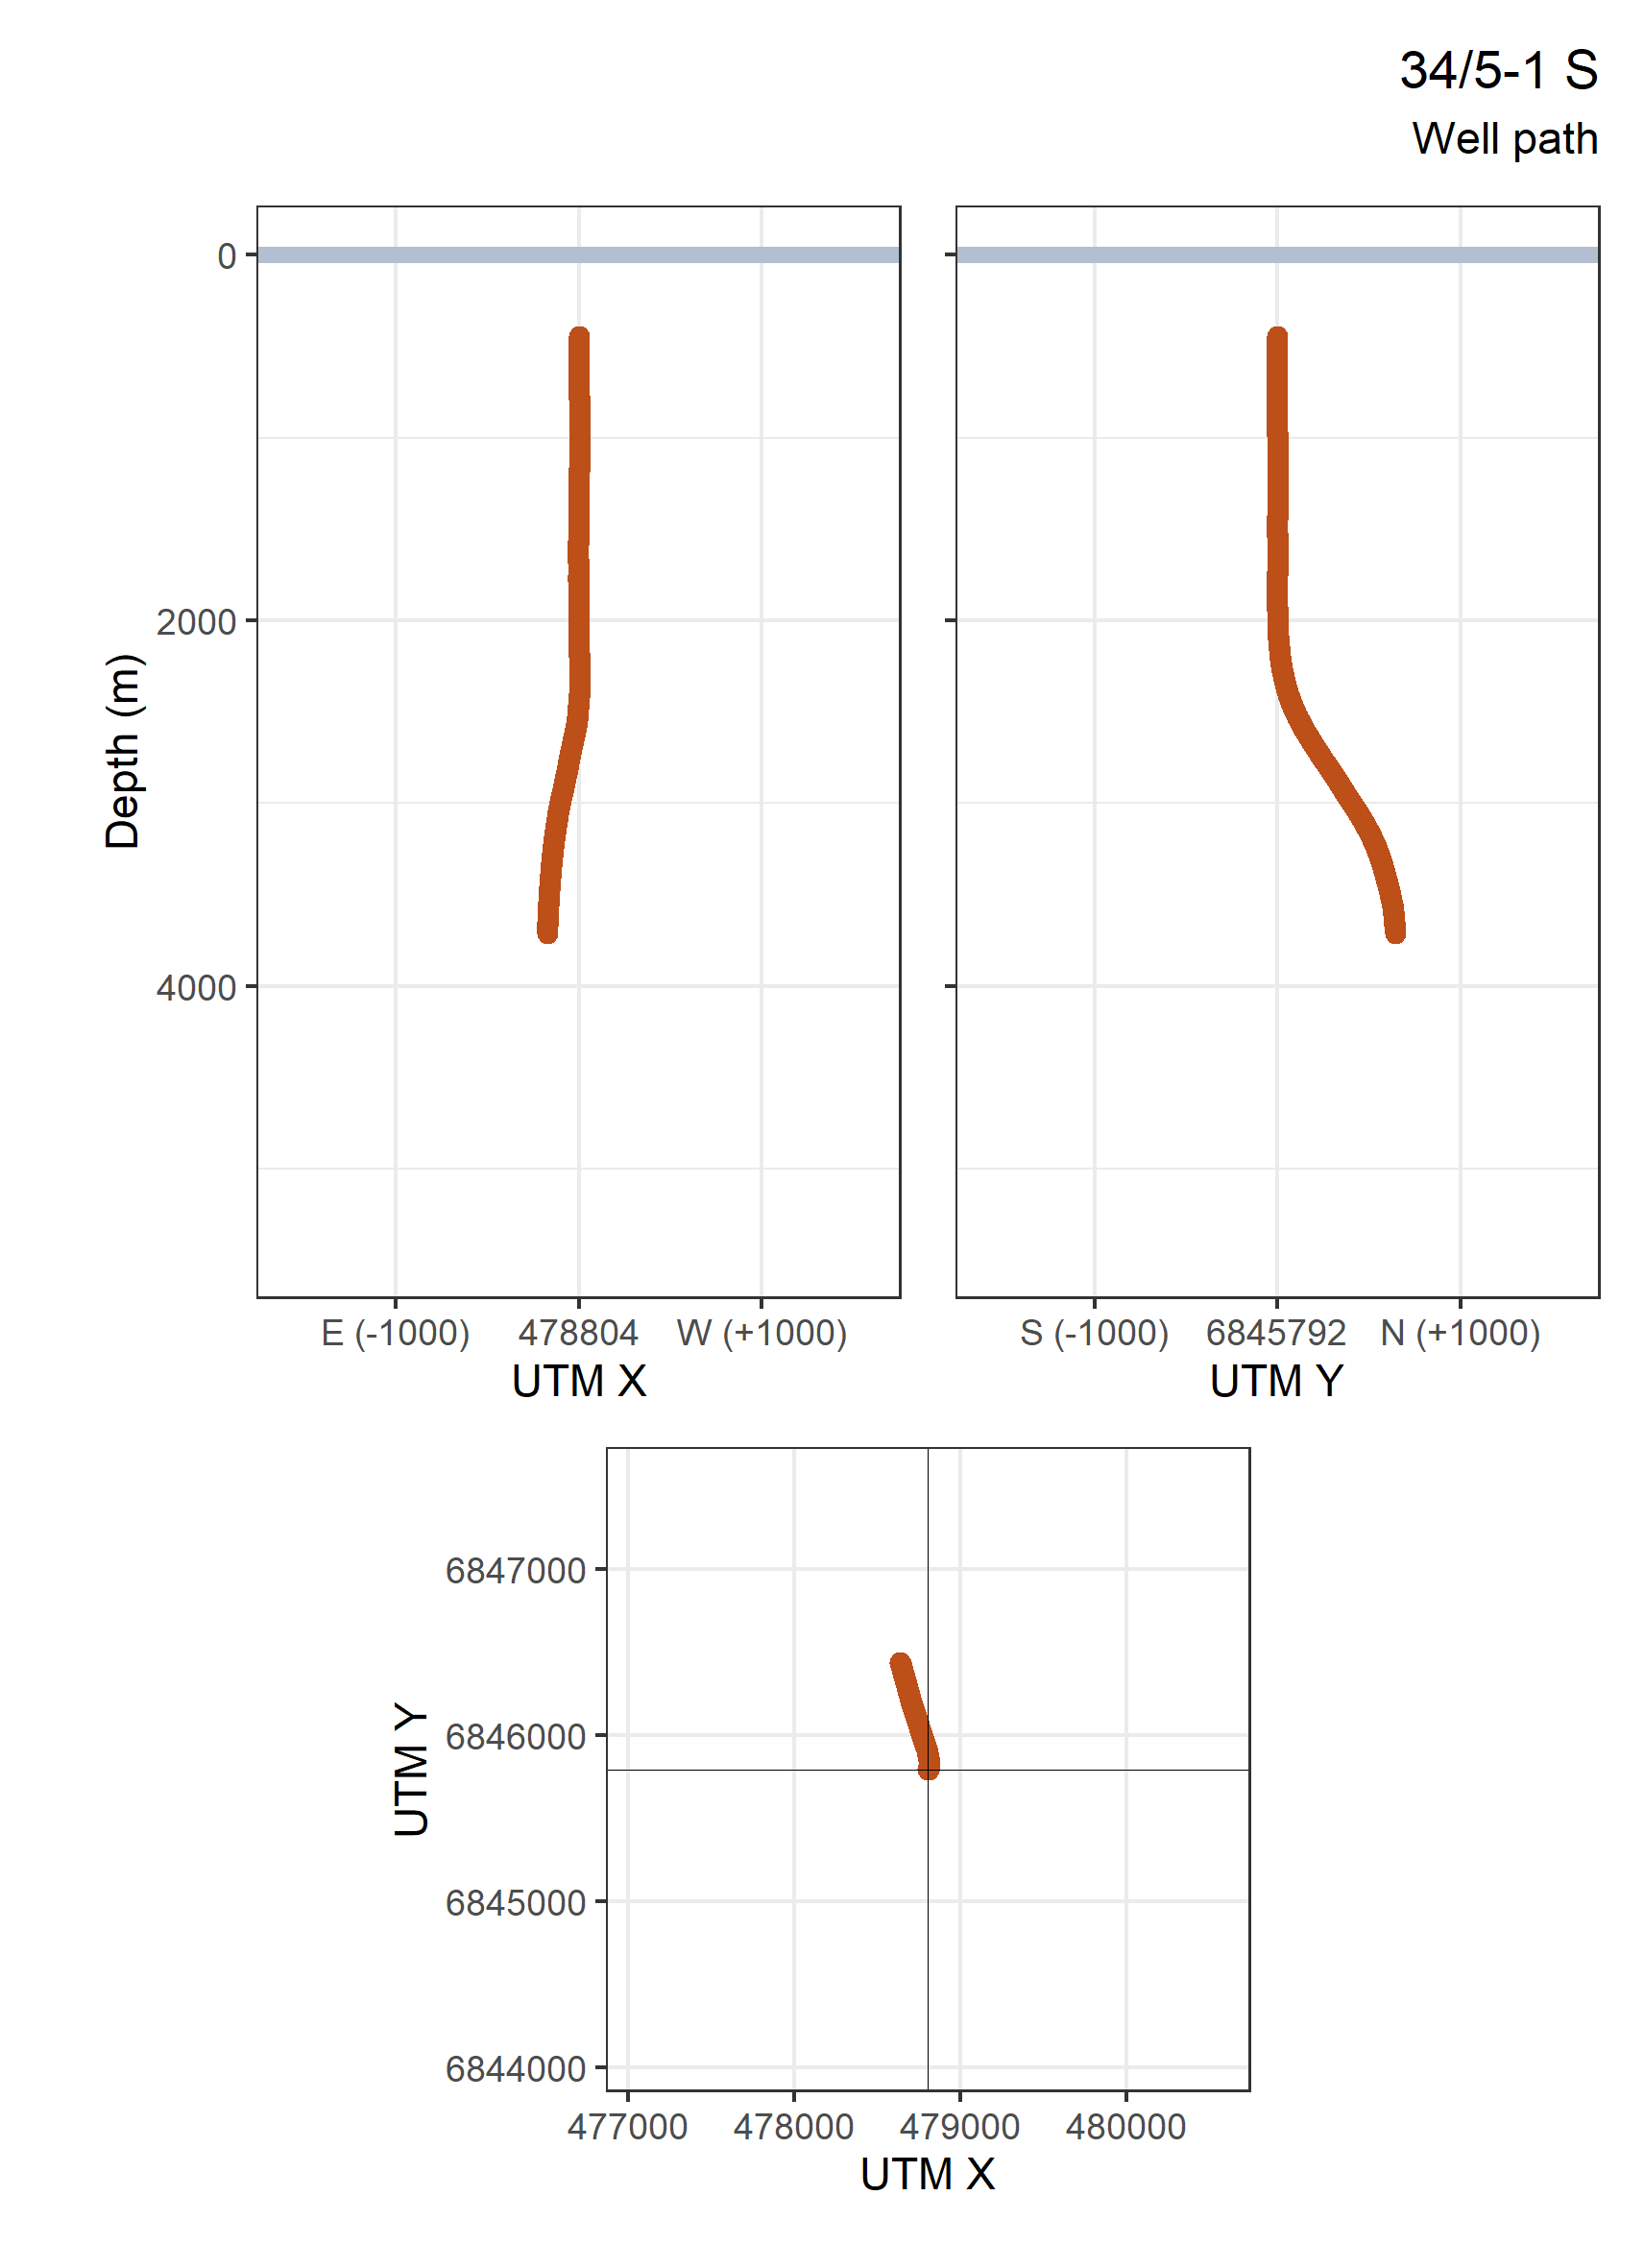 34/5-1 S
Well path
0
2000
4000
Depth (m)
E (-1000) 478804 W (+1000)
UTM X
S (-1000) 6845792 N (+1000)
UTM Y
6847000
6846000
6845000
6844000
UTM Y
477000 478000 479000 480000
UTM X